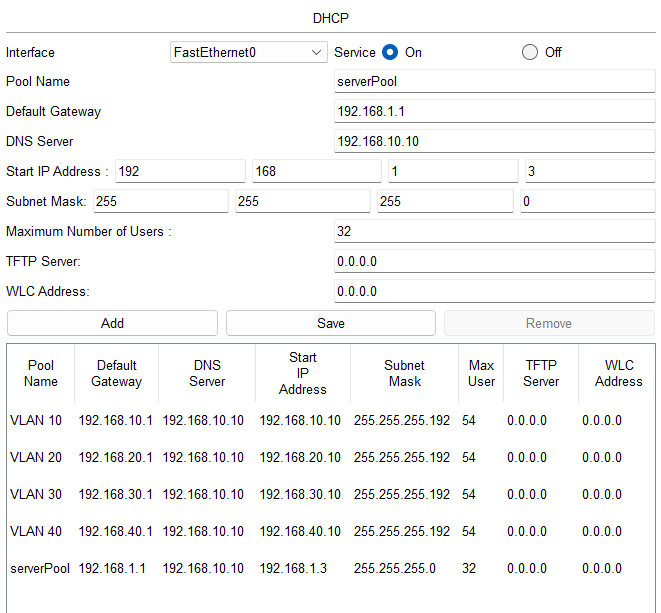 DHCP
Interface FastEthernet0 Service On Off
Pool Name serverPool
Default Gateway 192.168.1.1
DNS Server 192.168.10.10
Start IP Address : 192 168 1 3
Subnet Mask: 255 255 255 0
Maximum Number of Users : 32
TFTP Server: 0.0.0.0
WLC Address: 0.0.0.0
Add Save Remove
Pool Name Default Gateway DNS Server Start IP Address Subnet Mask Max User TFTP Server WLC Address
VLAN 10 192.168.10.1 192.168.10.10 192.168.10.10 255.255.255.192 54 0.0.0.0 0.0.0.0
VLAN 20 192.168.20.1 192.168.10.10 192.168.20.10 255.255.255.192 54 0.0.0.0 0.0.0.0
VLAN 30 192.168.30.1 192.168.10.10 192.168.30.10 255.255.255.192 54 0.0.0.0 0.0.0.0
VLAN 40 192.168.40.1 192.168.10.10 192.168.40.10 255.255.255.192 54 0.0.0.0 0.0.0.0
serverPool 192.168.1.1 192.168.10.10 192.168.1.3 255.255.255.0 32 0.0.0.0 0.0.0.0